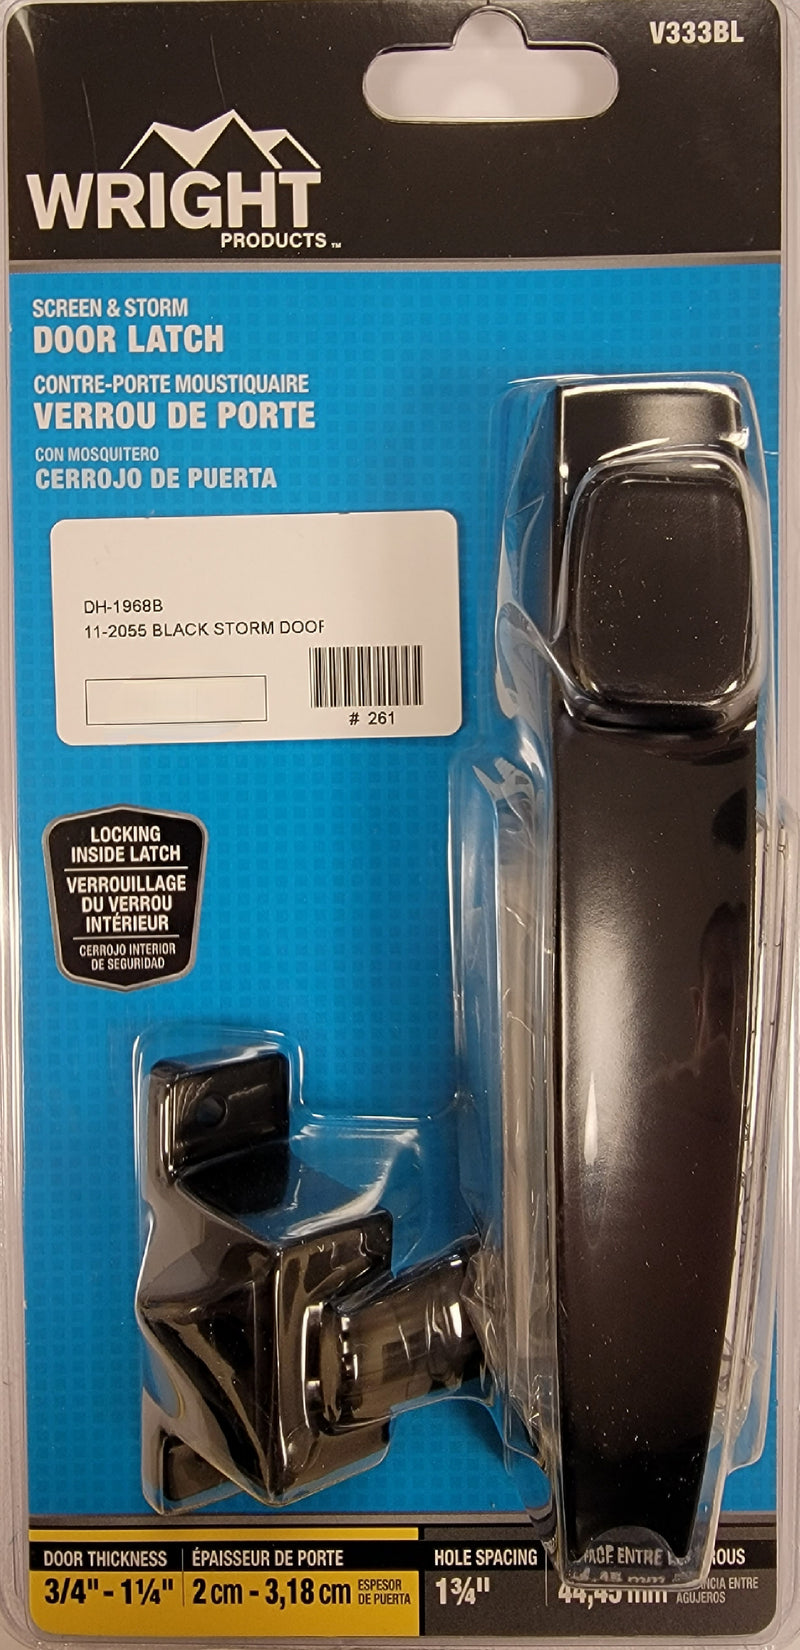 V333BL
WRIGHT
PRODUCTS™
SCREEN & STORM
DOOR LATCH
CONTRE-PORTE MOUSTIQUAIRE
VERROU DE PORTE
CON MOSQUITERO
CERROJO DE PUERTA
DH-1968B
11-2055 BLACK STORM DOOR
# 261
LOCKING
INSIDE LATCH
VERROUILLAGE
DU VERROU
INTÉRIEUR
CERROJO INTERIOR
DE SEGURIDAD
DOOR THICKNESS
3/4" - 1¼"
ÉPAISSEUR DE PORTE
2 cm - 3,18 cm
ESPESOR
DE PUERTA
HOLE SPACING
1¾"
ENTRE
44,45 mm
ENTRE
AGUJEROS